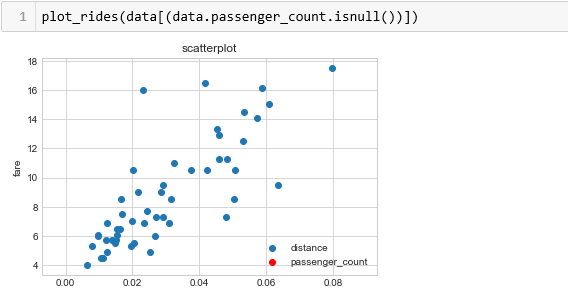 1 plot_rides(data[(data.passenger_count.isnull())])
scatterplot
18
16
14
12
10
8
6
4
fare
distance
passenger_count
0.00 0.02 0.04 0.06 0.08